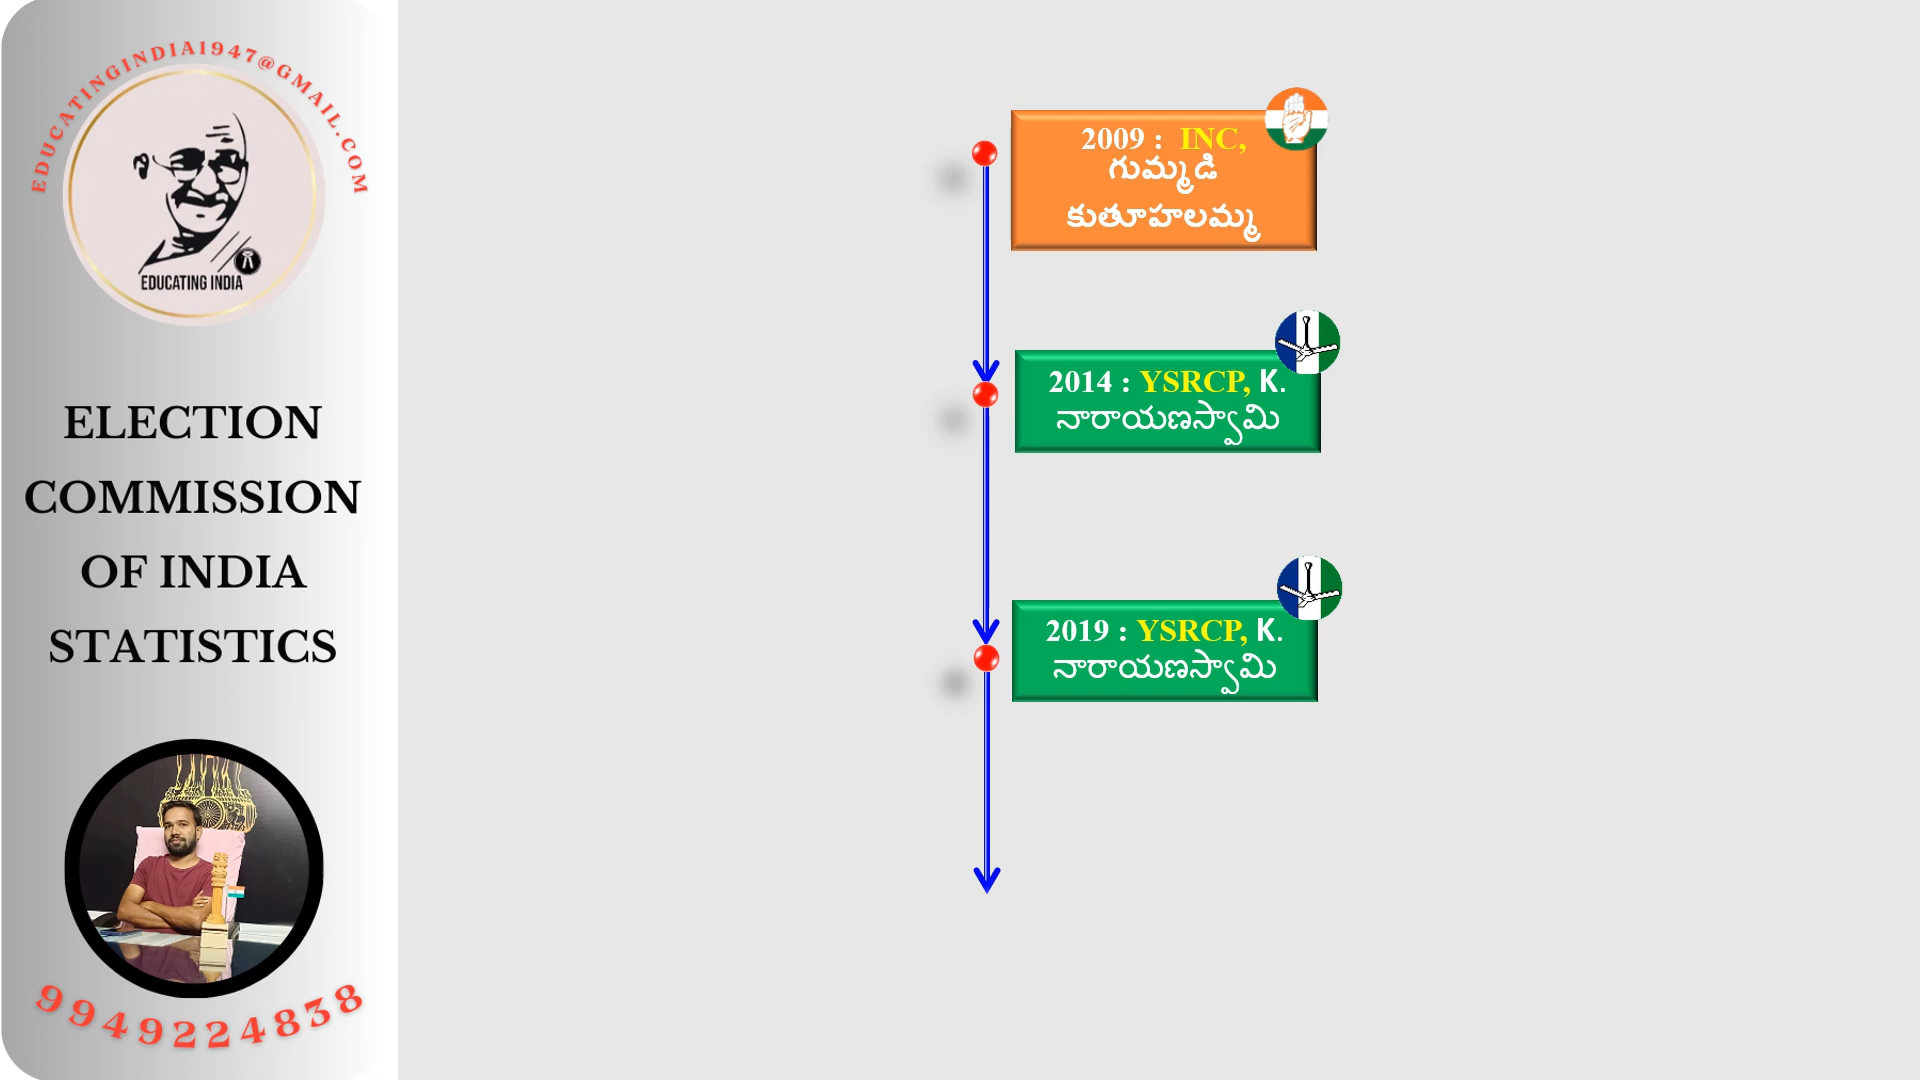 EDUCATINGINDIA1947@GMAIL.COM
EDUCATING INDIA
ELECTION
COMMISSION
OF INDIA
STATISTICS
9949224838
2009 : INC,
గుమ్మడి
కుతూహలమ్మ
2014 : YSRCP, K.
నారాయణస్వామి
2019 : YSRCP, K.
నారాయణస్వామి